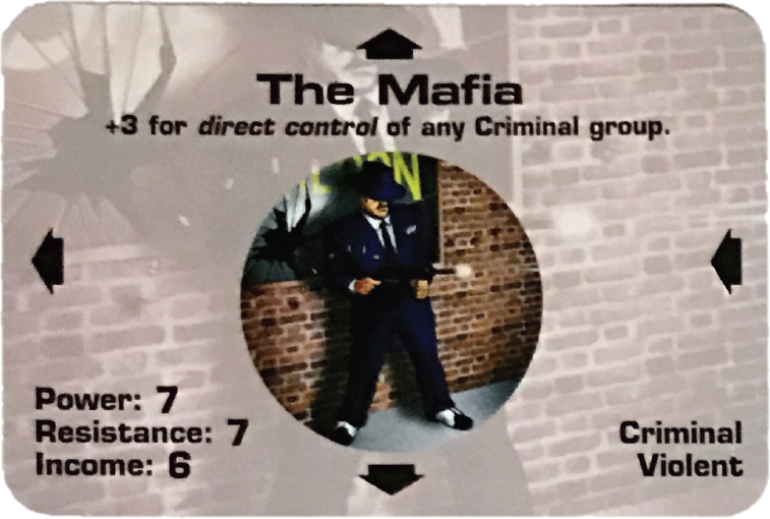 The Mafia
+3 for direct control of any Criminal group.
Power: 7
Resistance: 7
Income: 6
Criminal
Violent